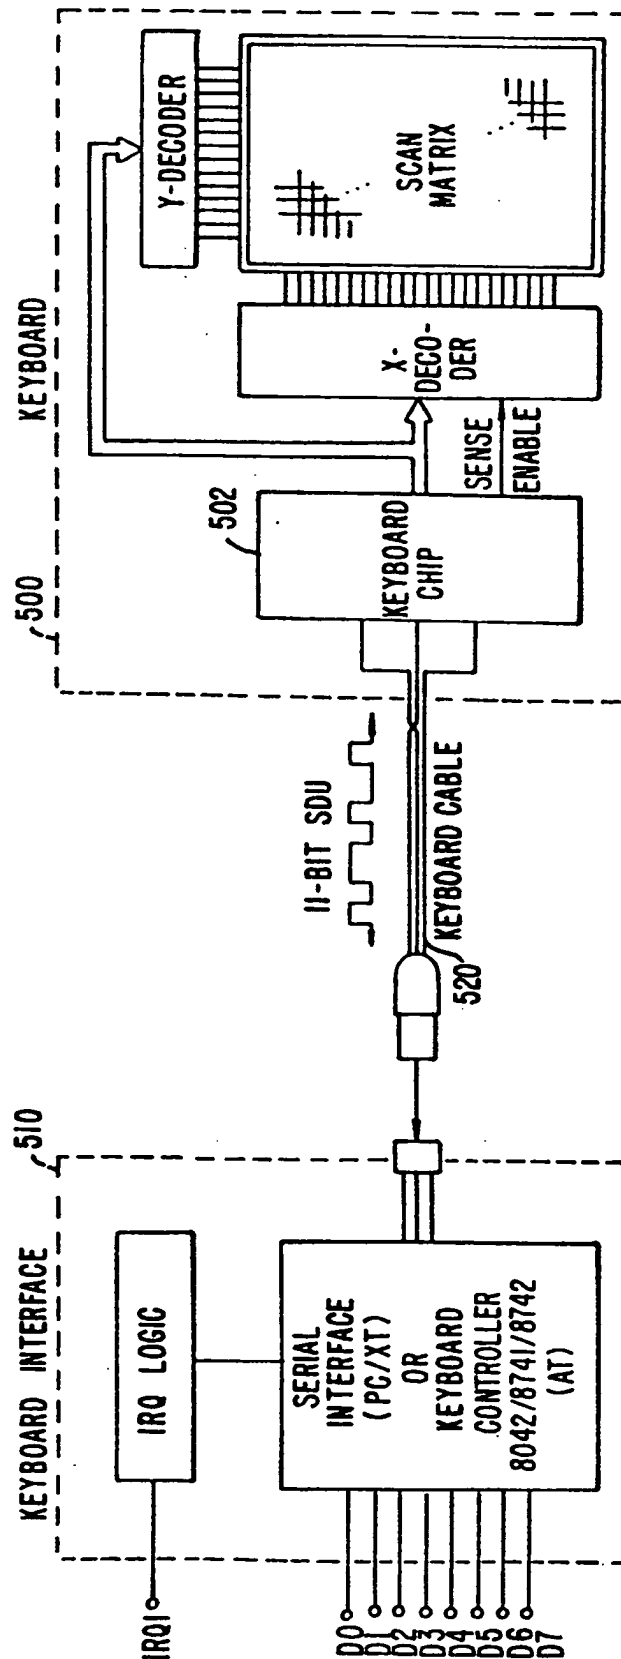 KEYBOARD INTERFACE
510
IRQ1
IRQ LOGIC
D0
D1
D2
D3
D4
D5
D6
D7
SERIAL
INTERFACE
(PC/XT)
OR
KEYBOARD
CONTROLLER
8042/8741/8742
(AT)
11-BIT SDU
KEYBOARD CABLE
520
KEYBOARD
500
502
KEYBOARD
CHIP
SENSE
ENABLE
X-
DECO-
DER
Y-DECODER
SCAN
MATRIX